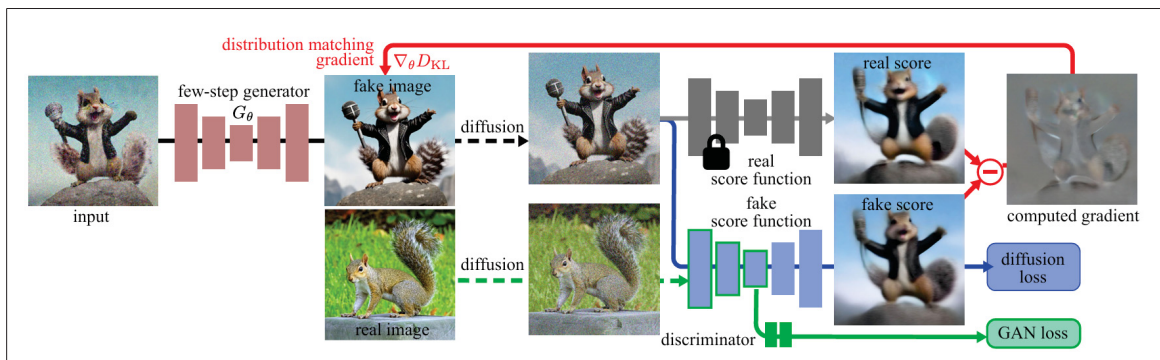 distribution matching
gradient
∇θDKL
few-step generator
Gθ
input
fake image
diffusion
real
score function
real score
computed gradient
fake
score function
fake score
diffusion
loss
diffusion
real image
discriminator
GAN loss